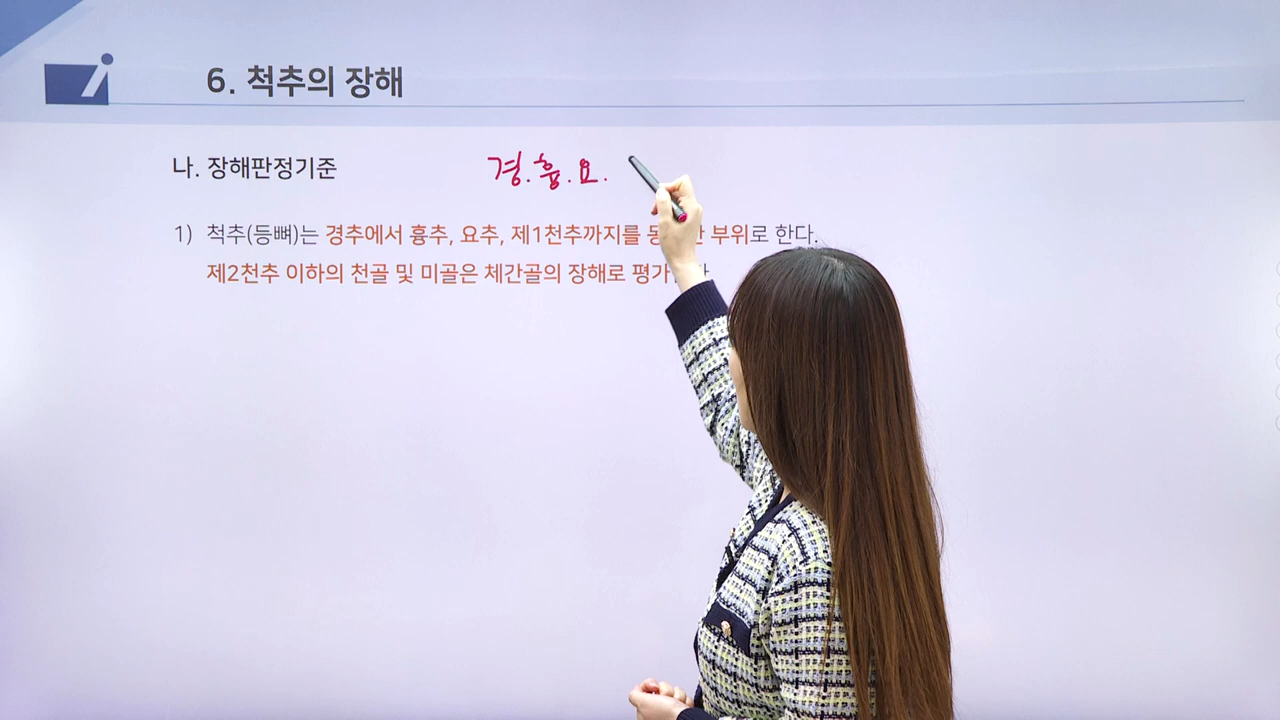 6. 척추의 장해
나. 장해판정기준
경.흉.요.
1) 척추(등뼈)는 경추에서 흉추, 요추, 제1천추까지를 부위로 한다.
제2천추 이하의 천골 및 미골은 체간골의 장해로 평가